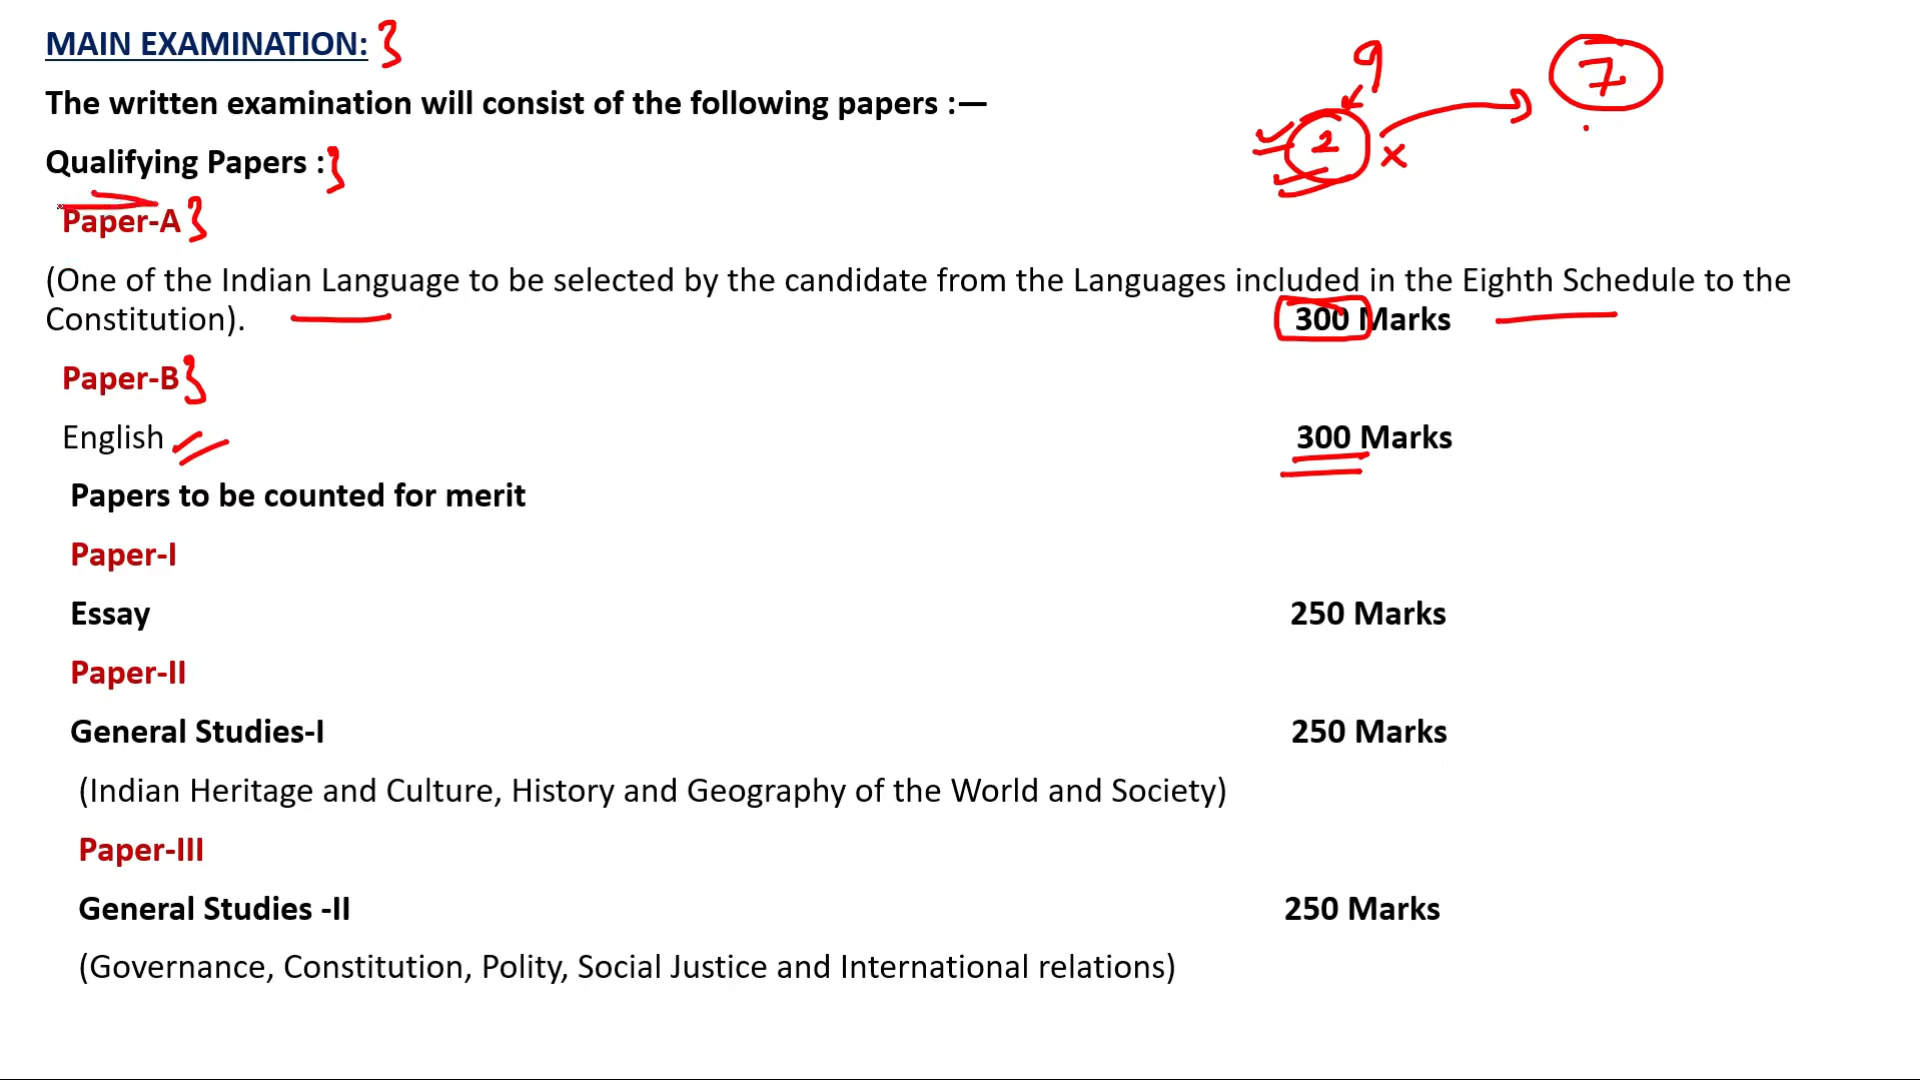 MAIN EXAMINATION: }
9
7
The written examination will consist of the following papers :—
2 x
Qualifying Papers : }
Paper-A }
(One of the Indian Language to be selected by the candidate from the Languages included in the Eighth Schedule to the
Constitution). 300 Marks
Paper-B }
English 300 Marks
Papers to be counted for merit
Paper-I
Essay 250 Marks
Paper-II
General Studies-I 250 Marks
(Indian Heritage and Culture, History and Geography of the World and Society)
Paper-III
General Studies -II 250 Marks
(Governance, Constitution, Polity, Social Justice and International relations)